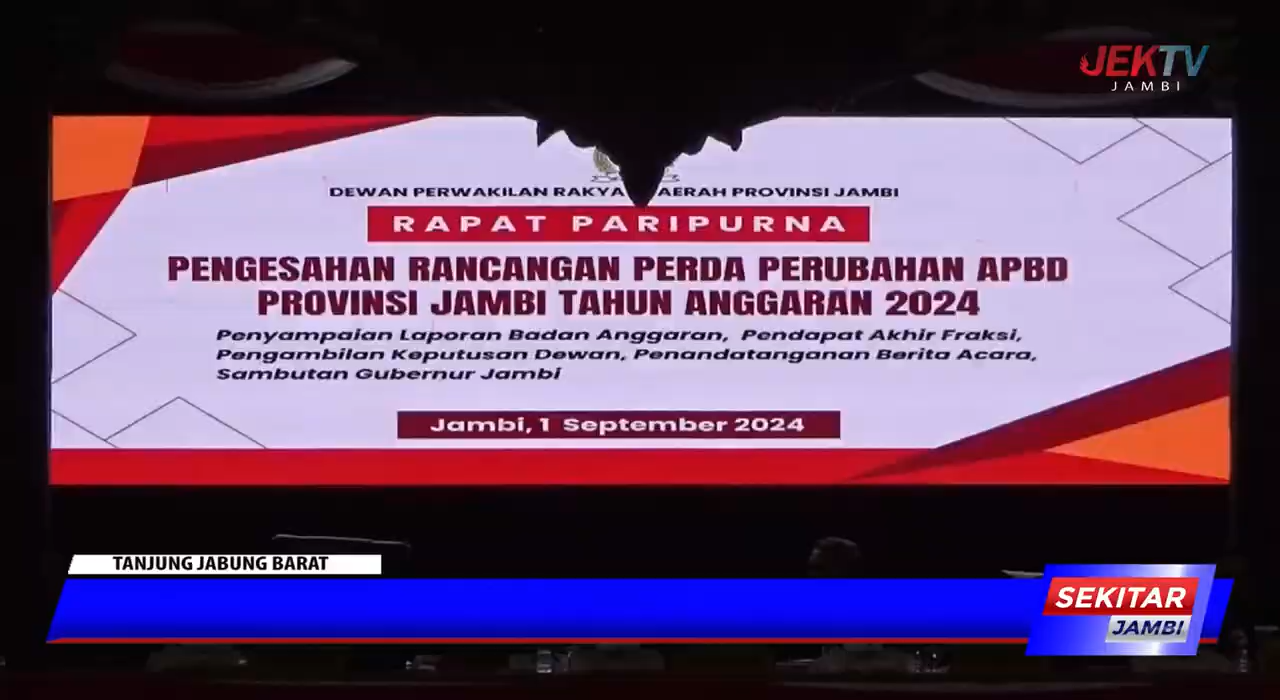 JEKTV
JAMBI
DEWAN PERWAKILAN RAKYA AERAH PROVINSI JAMBI
RAPAT PARIPURNA
PENGESAHAN RANCANGAN PERDA PERUBAHAN APBD
PROVINSI JAMBI TAHUN ANGGARAN 2024
Penyampaian Laporan Badan Anggaran, Pendapat Akhir Fraksi,
Pengambilan Keputusan Dewan, Penandatanganan Berita Acara,
Sambutan Gubernur Jambi
Jambi, 1 September 2024
TANJUNG JABUNG BARAT
SEKITAR
JAMBI